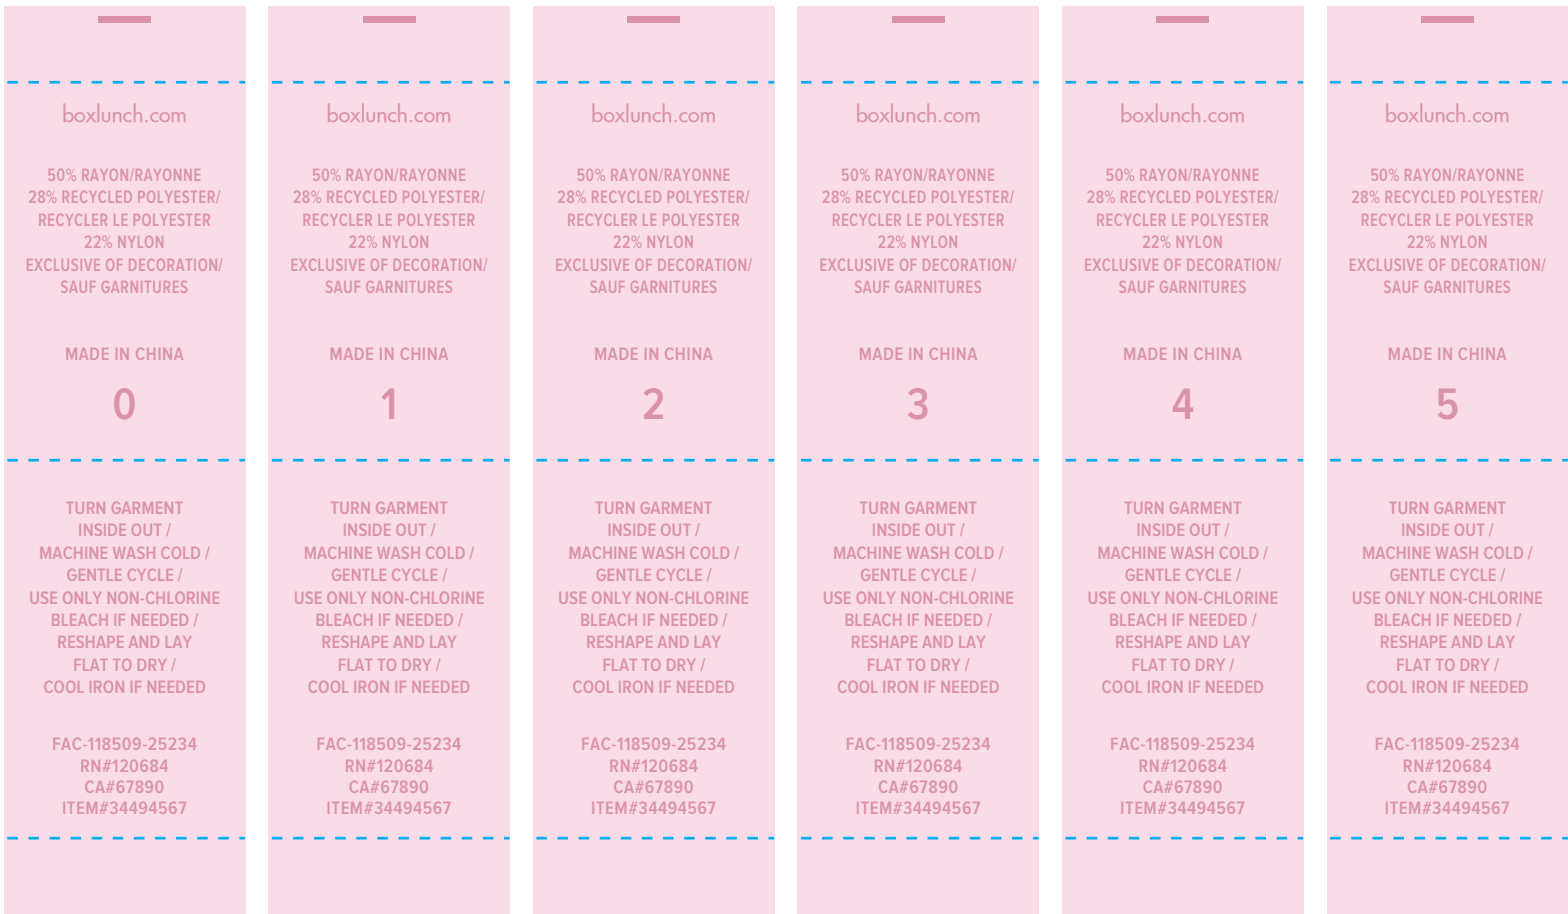 boxlunch.com
50% RAYON/RAYONNE
28% RECYCLED POLYESTER/
RECYCLER LE POLYESTER
22% NYLON
EXCLUSIVE OF DECORATION/
SAUF GARNITURES
MADE IN CHINA
0
TURN GARMENT
INSIDE OUT /
MACHINE WASH COLD /
GENTLE CYCLE /
USE ONLY NON-CHLORINE
BLEACH IF NEEDED /
RESHAPE AND LAY
FLAT TO DRY /
COOL IRON IF NEEDED
FAC-118509-25234
RN#120684
CA#67890
ITEM#34494567
boxlunch.com
50% RAYON/RAYONNE
28% RECYCLED POLYESTER/
RECYCLER LE POLYESTER
22% NYLON
EXCLUSIVE OF DECORATION/
SAUF GARNITURES
MADE IN CHINA
1
TURN GARMENT
INSIDE OUT /
MACHINE WASH COLD /
GENTLE CYCLE /
USE ONLY NON-CHLORINE
BLEACH IF NEEDED /
RESHAPE AND LAY
FLAT TO DRY /
COOL IRON IF NEEDED
FAC-118509-25234
RN#120684
CA#67890
ITEM#34494567
boxlunch.com
50% RAYON/RAYONNE
28% RECYCLED POLYESTER/
RECYCLER LE POLYESTER
22% NYLON
EXCLUSIVE OF DECORATION/
SAUF GARNITURES
MADE IN CHINA
2
TURN GARMENT
INSIDE OUT /
MACHINE WASH COLD /
GENTLE CYCLE /
USE ONLY NON-CHLORINE
BLEACH IF NEEDED /
RESHAPE AND LAY
FLAT TO DRY /
COOL IRON IF NEEDED
FAC-118509-25234
RN#120684
CA#67890
ITEM#34494567
boxlunch.com
50% RAYON/RAYONNE
28% RECYCLED POLYESTER/
RECYCLER LE POLYESTER
22% NYLON
EXCLUSIVE OF DECORATION/
SAUF GARNITURES
MADE IN CHINA
3
TURN GARMENT
INSIDE OUT /
MACHINE WASH COLD /
GENTLE CYCLE /
USE ONLY NON-CHLORINE
BLEACH IF NEEDED /
RESHAPE AND LAY
FLAT TO DRY /
COOL IRON IF NEEDED
FAC-118509-25234
RN#120684
CA#67890
ITEM#34494567
boxlunch.com
50% RAYON/RAYONNE
28% RECYCLED POLYESTER/
RECYCLER LE POLYESTER
22% NYLON
EXCLUSIVE OF DECORATION/
SAUF GARNITURES
MADE IN CHINA
4
TURN GARMENT
INSIDE OUT /
MACHINE WASH COLD /
GENTLE CYCLE /
USE ONLY NON-CHLORINE
BLEACH IF NEEDED /
RESHAPE AND LAY
FLAT TO DRY /
COOL IRON IF NEEDED
FAC-118509-25234
RN#120684
CA#67890
ITEM#34494567
boxlunch.com
50% RAYON/RAYONNE
28% RECYCLED POLYESTER/
RECYCLER LE POLYESTER
22% NYLON
EXCLUSIVE OF DECORATION/
SAUF GARNITURES
MADE IN CHINA
5
TURN GARMENT
INSIDE OUT /
MACHINE WASH COLD /
GENTLE CYCLE /
USE ONLY NON-CHLORINE
BLEACH IF NEEDED /
RESHAPE AND LAY
FLAT TO DRY /
COOL IRON IF NEEDED
FAC-118509-25234
RN#120684
CA#67890
ITEM#34494567